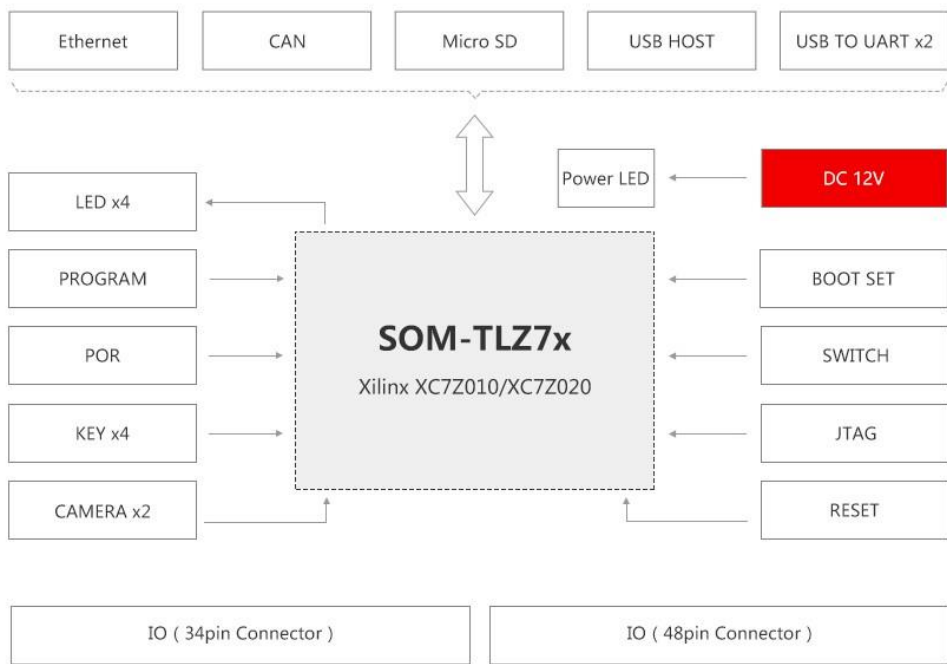 Ethernet
CAN
Micro SD
USB HOST
USB TO UART x2
Power LED
DC 12V
LED x4
PROGRAM
BOOT SET
SOM-TLZ7x
POR
SWITCH
Xilinx XC7Z010/XC7Z020
KEY x4
JTAG
CAMERA x2
RESET
IO ( 34pin Connector )
IO ( 48pin Connector )